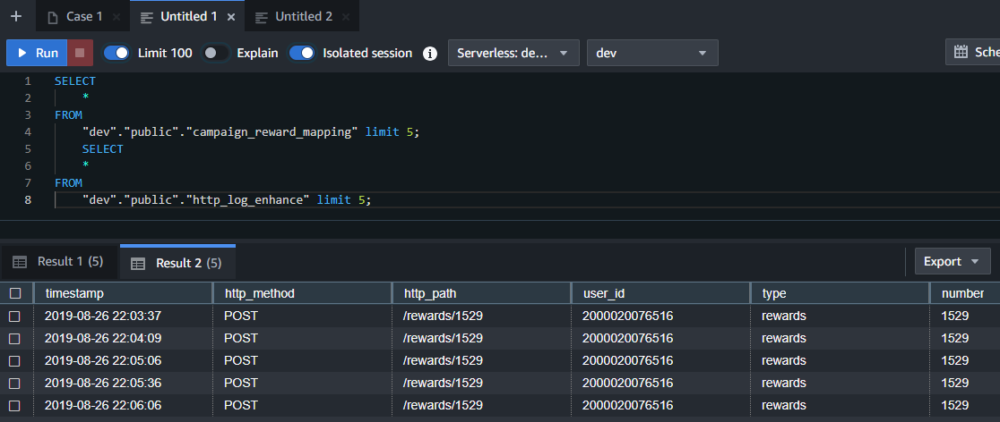 + Case 1 × Untitled 1 × Untitled 2 ×
Run Limit 100 Explain Isolated session i Serverless: de... dev Sche
1 SELECT
2 *
3 FROM
4 "dev"."public"."campaign_reward_mapping" limit 5;
5 SELECT
6 *
7 FROM
8 "dev"."public"."http_log_enhance" limit 5;
Result 1 (5) Result 2 (5) Export
timestamp http_method http_path user_id type number
2019-08-26 22:03:37 POST /rewards/1529 2000020076516 rewards 1529
2019-08-26 22:04:09 POST /rewards/1529 2000020076516 rewards 1529
2019-08-26 22:05:06 POST /rewards/1529 2000020076516 rewards 1529
2019-08-26 22:05:36 POST /rewards/1529 2000020076516 rewards 1529
2019-08-26 22:06:06 POST /rewards/1529 2000020076516 rewards 1529